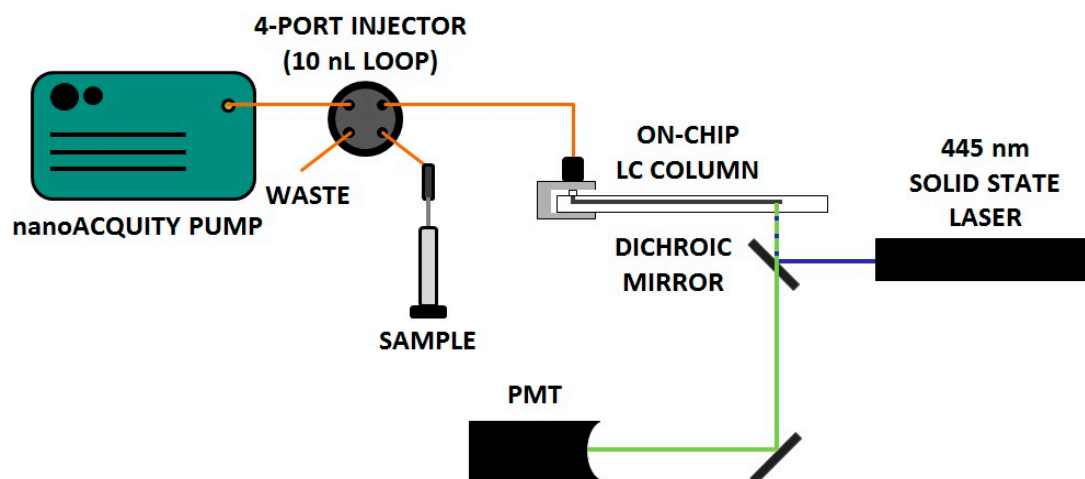 4-PORT INJECTOR
(10 nL LOOP)
nanoACQUITY PUMP
WASTE
SAMPLE
ON-CHIP
LC COLUMN
445 nm
SOLID STATE
LASER
DICHROIC
MIRROR
PMT